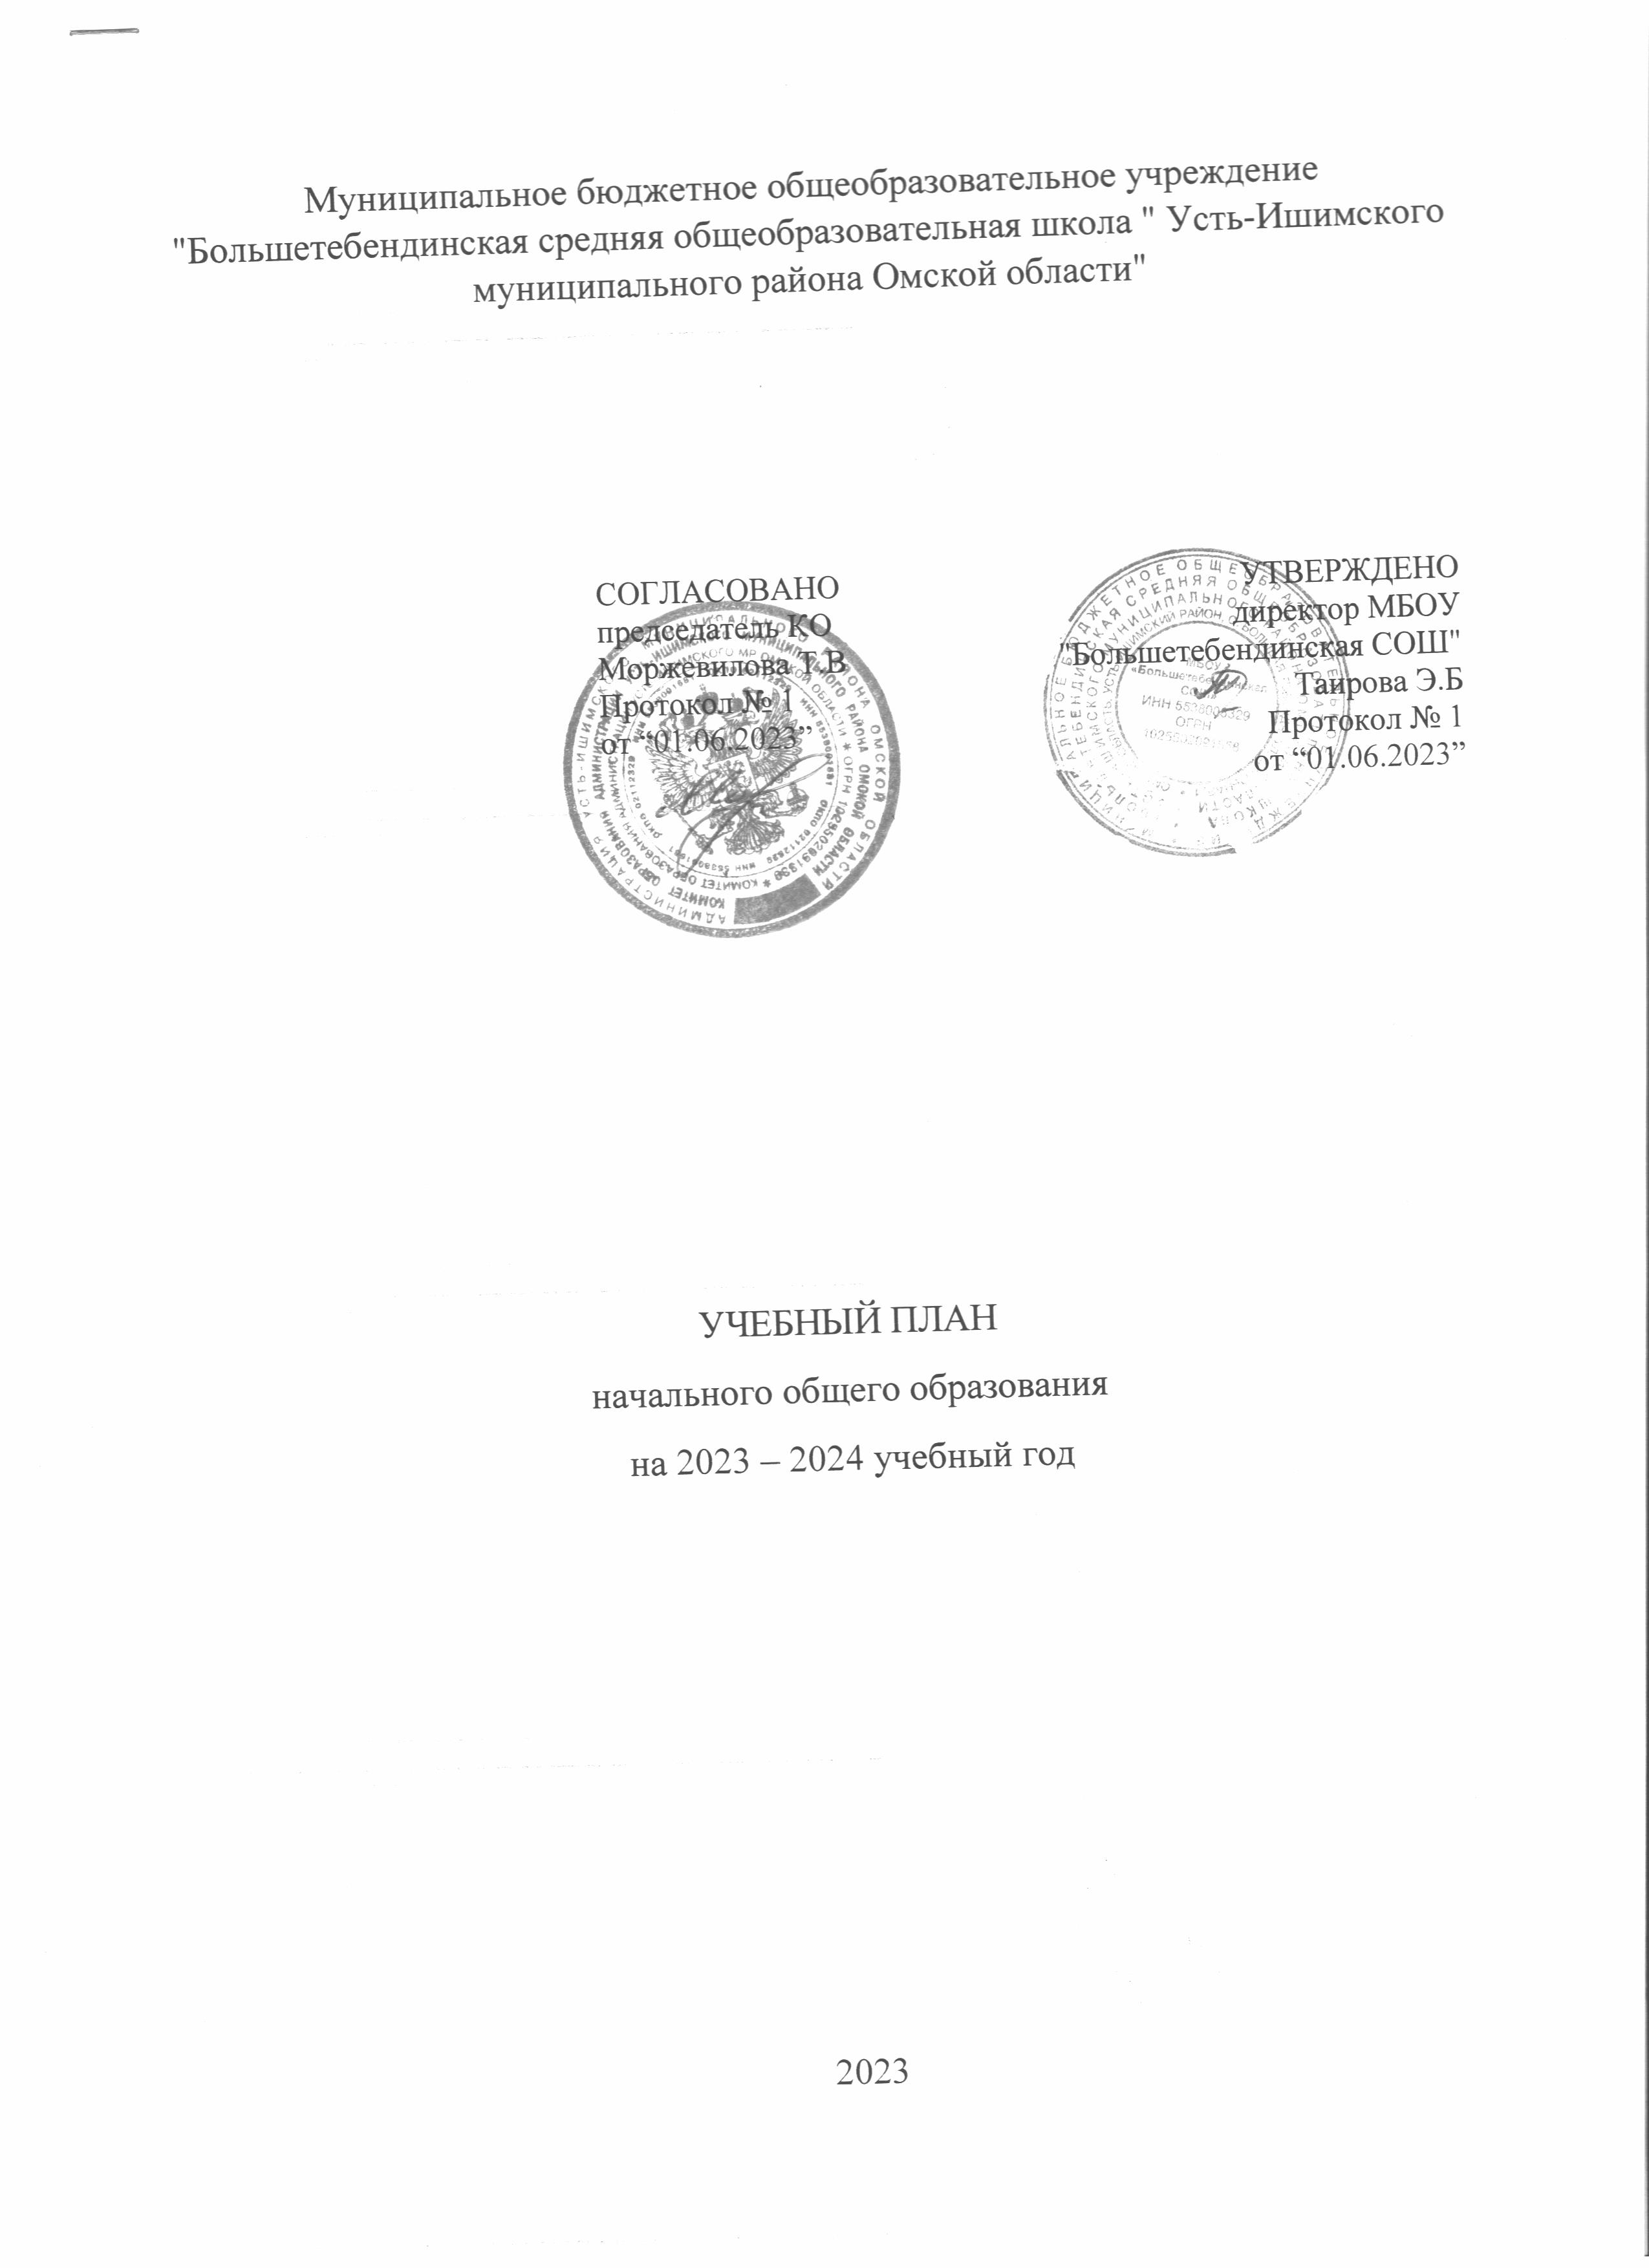 Муниципальное бюджетное общеобразовательное учреждение
"Большетебендинская средняя общеобразовательная школа " Усть-Ишимского
муниципального района Омской области"
СОГЛАСОВАНО
председатель КО
Моржевилова Т.В
Протокол № 1
от “01.06.2023”
УТВЕРЖДЕНО
директор МБОУ
"Большетебендинская СОШ"
Таирова Э.Б
Протокол № 1
от “01.06.2023”
УЧЕБНЫЙ ПЛАН
начального общего образования
на 2023 – 2024 учебный год
2023